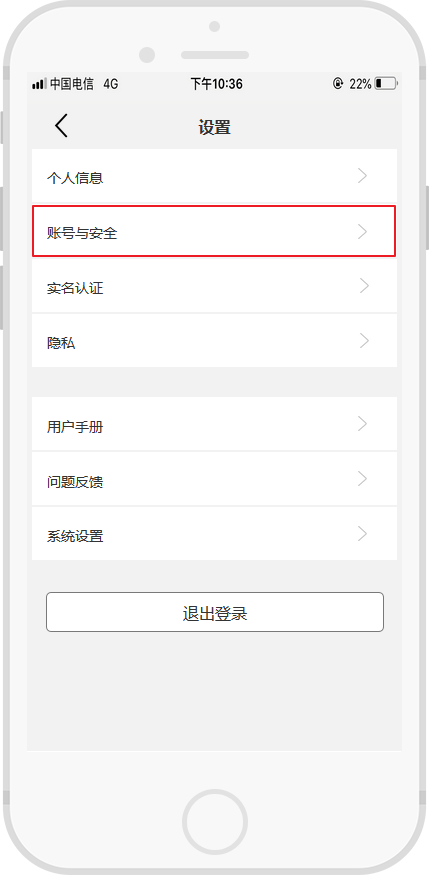 中国电信 4G 下午10:36 22%
设置
个人信息
账号与安全
实名认证
隐私
用户手册
问题反馈
系统设置
退出登录